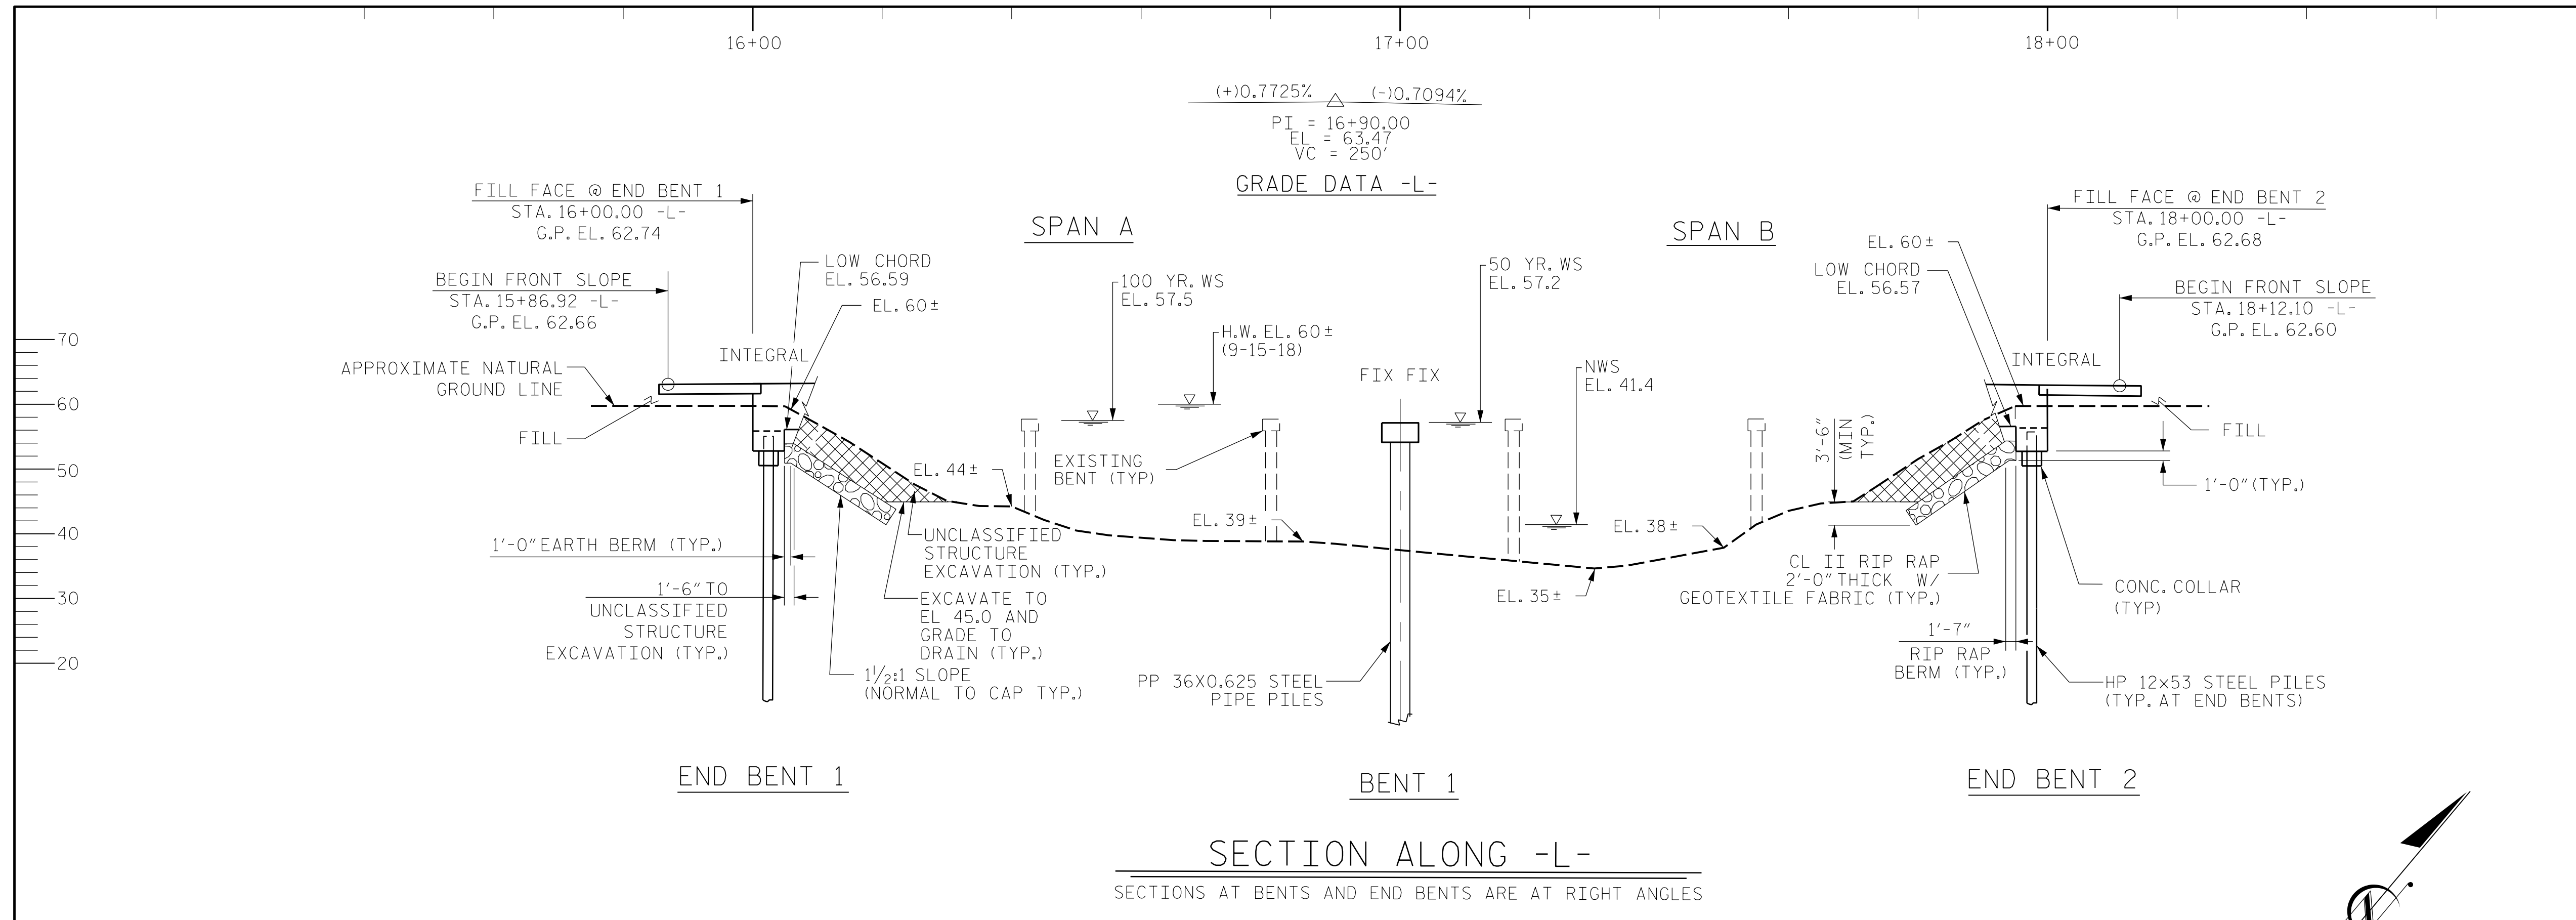 16+00
17+00
18+00
(+)0.7725%
(-)0.7094%
PI = 16+90.00
EL = 63.47
VC = 250'
GRADE DATA -L-
FILL FACE @ END BENT 1
STA. 16+00.00 -L-
G.P. EL. 62.74
BEGIN FRONT SLOPE
STA. 15+86.92 -L-
G.P. EL. 62.66
SPAN A
SPAN B
FILL FACE @ END BENT 2
STA. 18+00.00 -L-
G.P. EL. 62.68
BEGIN FRONT SLOPE
STA. 18+12.10 -L-
G.P. EL. 62.60
LOW CHORD
EL. 56.59
EL. 60±
100 YR. WS
EL. 57.5
H.W. EL. 60±
(9-15-18)
50 YR. WS
EL. 57.2
NWS
EL. 41.4
EL. 60±
LOW CHORD
EL. 56.57
70
60
50
40
30
20
APPROXIMATE NATURAL
GROUND LINE
INTEGRAL
FIX FIX
INTEGRAL
FILL
FILL
EL. 44±
EXISTING
BENT (TYP)
3'-6"
(MIN
TYP.)
1'-0" (TYP.)
EL. 39±
EL. 38±
EL. 35±
1'-0" EARTH BERM (TYP.)
1'-6" TO
UNCLASSIFIED
STRUCTURE
EXCAVATION (TYP.)
UNCLASSIFIED
STRUCTURE
EXCAVATION (TYP.)
EXCAVATE TO
EL 45.0 AND
GRADE TO
DRAIN (TYP.)
1½:1 SLOPE
(NORMAL TO CAP TYP.)
PP 36X0.625 STEEL
PIPE PILES
CL II RIP RAP
2'-0" THICK W/
GEOTEXTILE FABRIC (TYP.)
1'-7"
RIP RAP
BERM (TYP.)
CONC. COLLAR
(TYP)
HP 12x53 STEEL PILES
(TYP. AT END BENTS)
END BENT 1
BENT 1
END BENT 2
SECTION ALONG -L-
SECTIONS AT BENTS AND END BENTS ARE AT RIGHT ANGLES